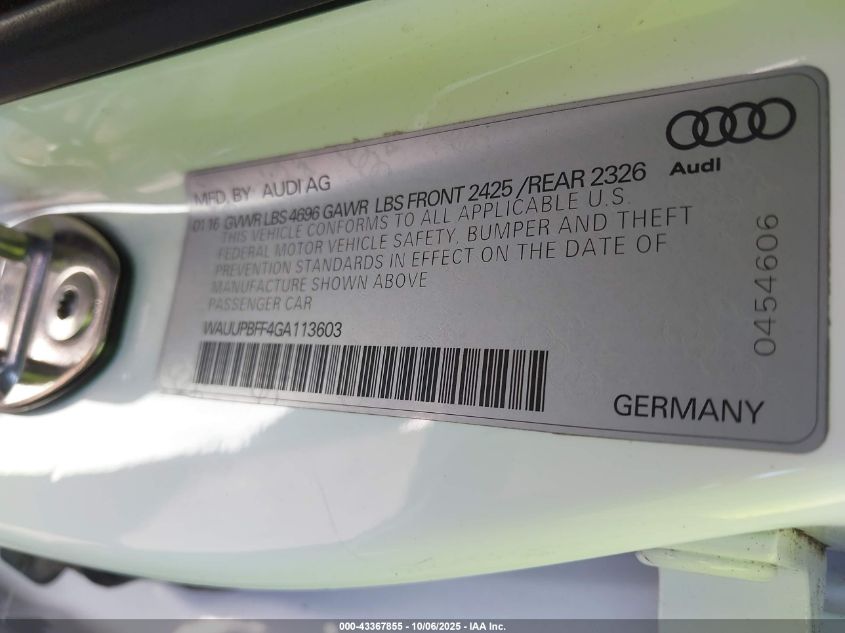 Audi
MFD. BY AUDI AG
01 16 GVWR LBS 4696 GAWR LBS FRONT 2425 /REAR 2326
THIS VEHICLE CONFORMS TO ALL APPLICABLE U.S.
FEDERAL MOTOR VEHICLE SAFETY, BUMPER AND THEFT
PREVENTION STANDARDS IN EFFECT ON THE DATE OF
MANUFACTURE SHOWN ABOVE
PASSENGER CAR
WAUUPBFF4GA113603
0454606
GERMANY
000-43367855 - 10/06/2025 - IAA Inc.